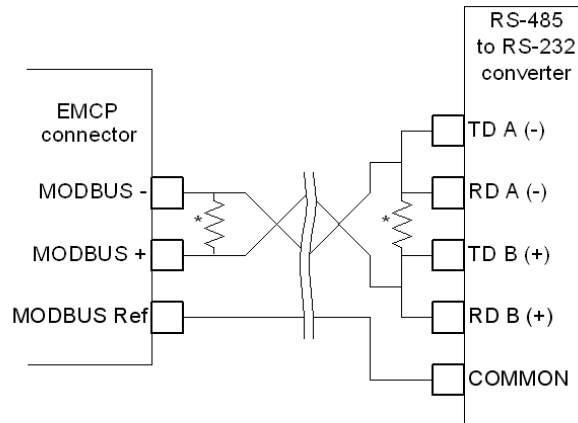 RS-485
to RS-232
converter
EMCP
connector
TD A (-)
MODBUS -
RD A (-)
*
*
MODBUS +
TD B (+)
MODBUS Ref
RD B (+)
COMMON